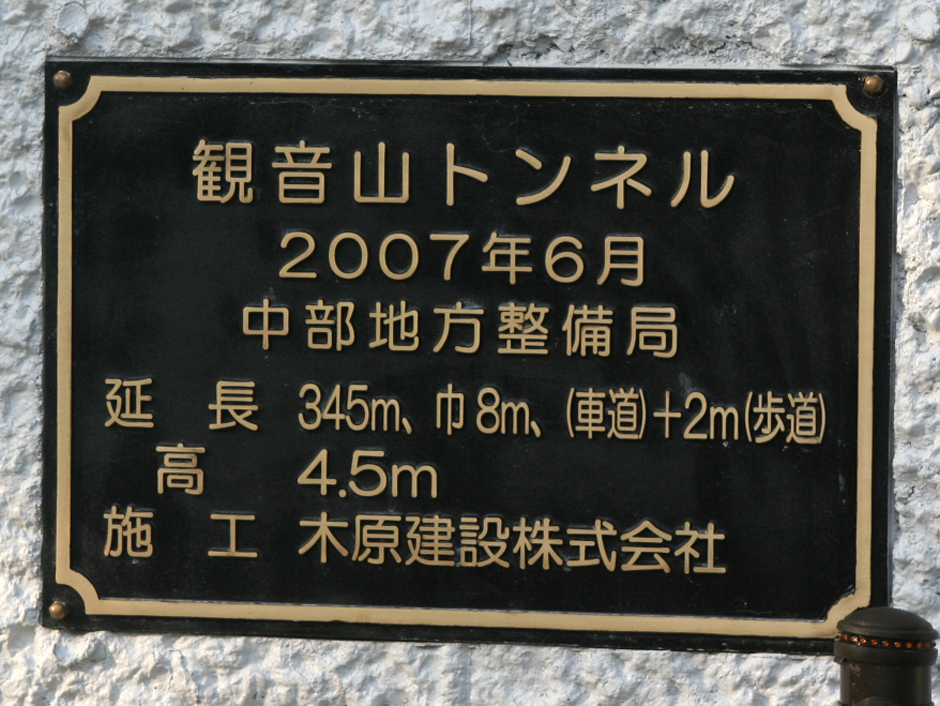 観音山トンネル
2007年6月
中部地方整備局
延長 345m、巾8m、(車道)+2m(歩道)
高 4.5m
施工 木原建設株式会社